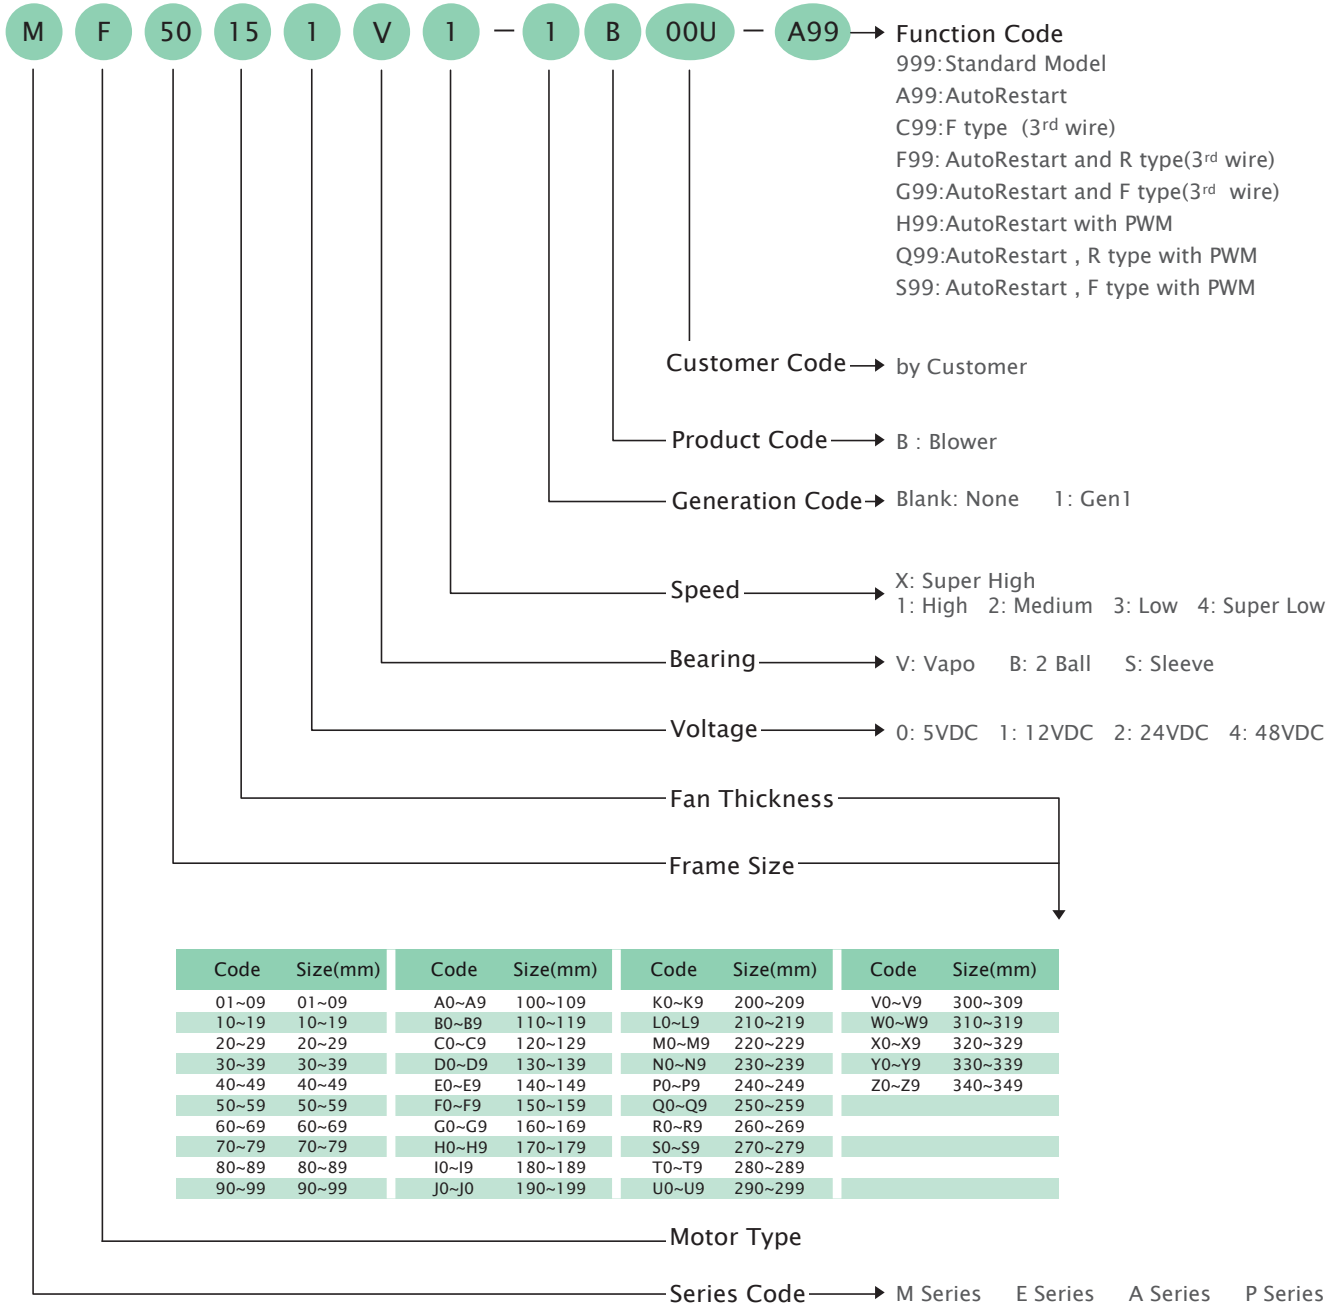 M F 50 15 1 V 1 – 1 B 00U – A99
Function Code
999:Standard Model
A99:AutoRestart
C99:F type (3rd wire)
F99: AutoRestart and R type(3rd wire)
G99:AutoRestart and F type(3rd wire)
H99:AutoRestart with PWM
Q99:AutoRestart , R type with PWM
S99: AutoRestart , F type with PWM
Customer Code by Customer
Product Code B : Blower
Generation Code Blank: None 1: Gen1
Speed X: Super High
1: High 2: Medium 3: Low 4: Super Low
Bearing V: Vapo B: 2 Ball S: Sleeve
Voltage 0: 5VDC 1: 12VDC 2: 24VDC 4: 48VDC
Fan Thickness
Frame Size
Code Size(mm) Code Size(mm) Code Size(mm) Code Size(mm)
01~09 01~09 A0~A9 100~109 K0~K9 200~209 V0~V9 300~309
10~19 10~19 B0~B9 110~119 L0~L9 210~219 W0~W9 310~319
20~29 20~29 C0~C9 120~129 M0~M9 220~229 X0~X9 320~329
30~39 30~39 D0~D9 130~139 N0~N9 230~239 Y0~Y9 330~339
40~49 40~49 E0~E9 140~149 P0~P9 240~249 Z0~Z9 340~349
50~59 50~59 F0~F9 150~159 Q0~Q9 250~259
60~69 60~69 G0~G9 160~169 R0~R9 260~269
70~79 70~79 H0~H9 170~179 S0~S9 270~279
80~89 80~89 I0~I9 180~189 T0~T9 280~289
90~99 90~99 J0~J0 190~199 U0~U9 290~299
Motor Type
Series Code M Series E Series A Series P Series